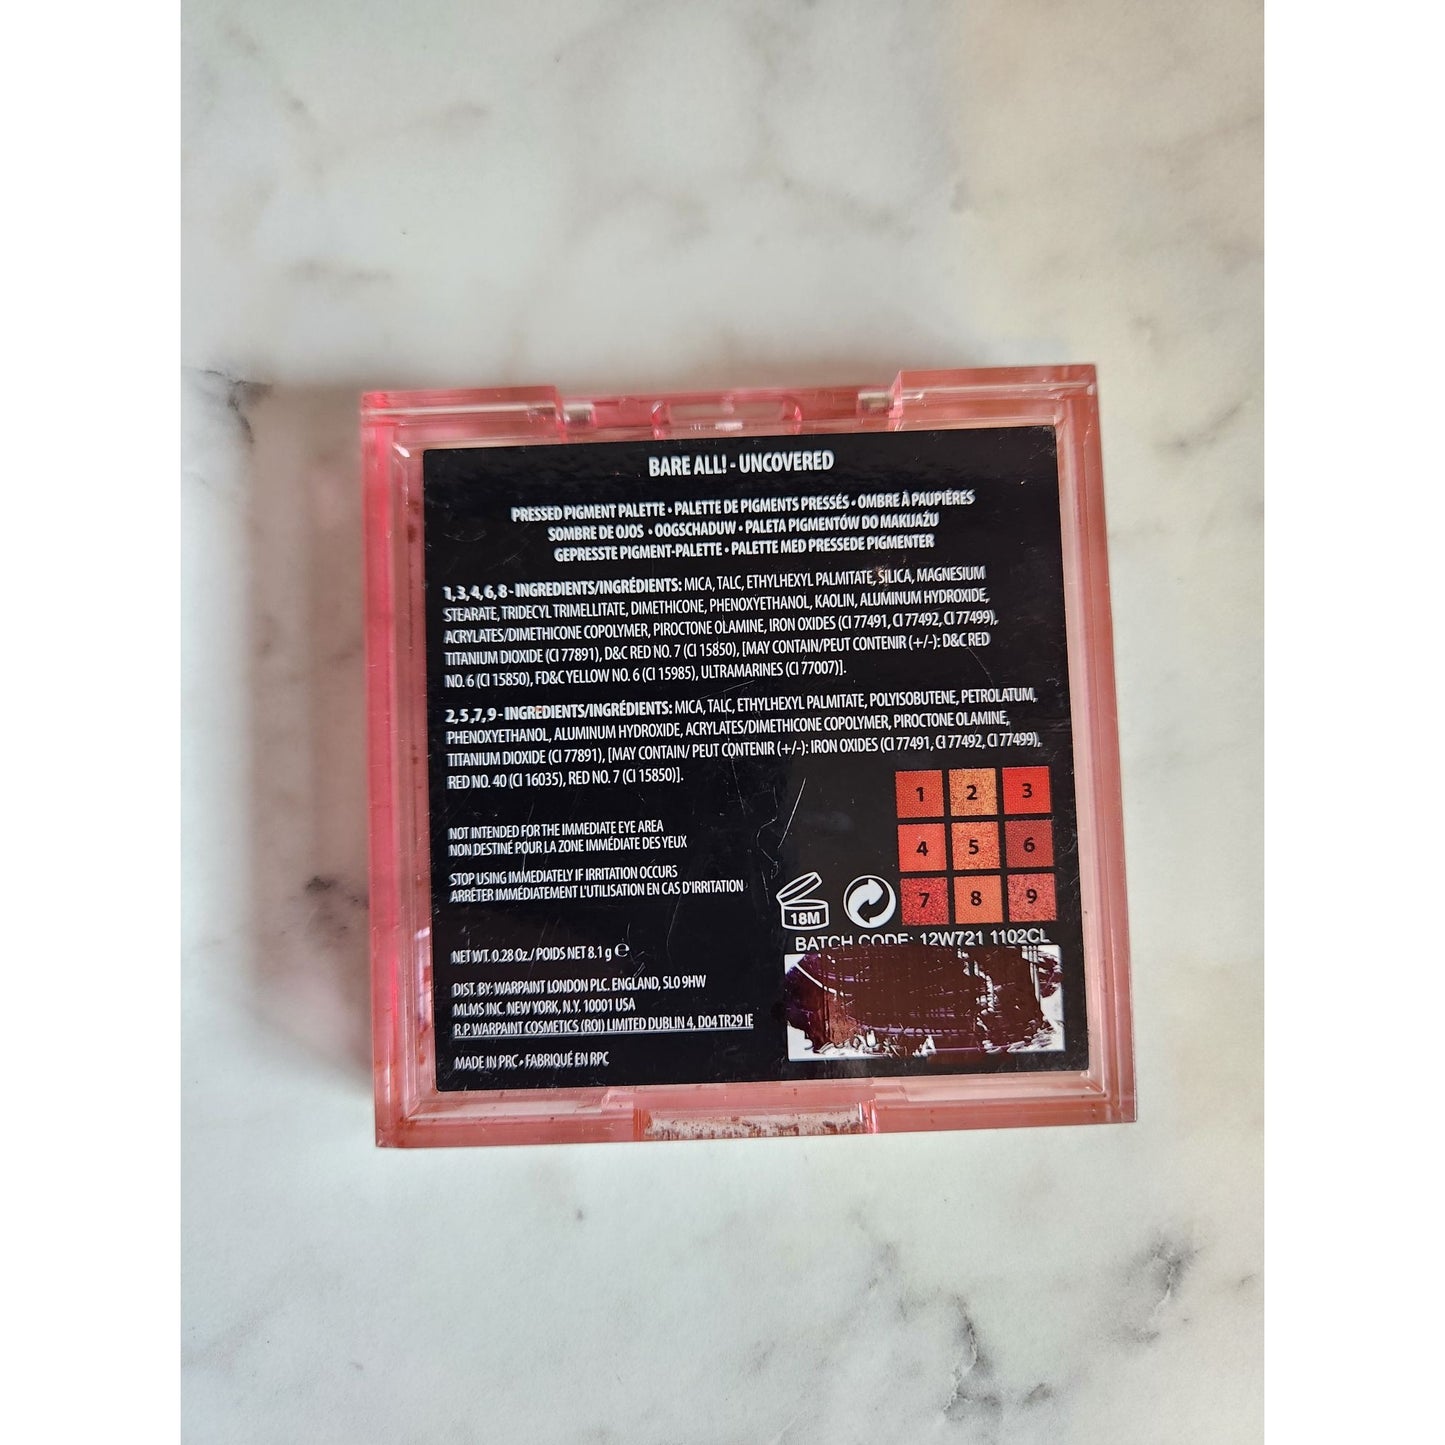 BARE ALL! - UNCOVERED
PRESSED PIGMENT PALETTE • PALETTE DE PIGMENTS PRESSÉS • OMBRE À PAUPIÈRES
SOMBRE DE OJOS • OOGSCHADUW • PALETA PIGMENTÓW DO MAKIJAŻU
GEPRESSTE PIGMENT-PALETTE • PALETTE MED PRESSEDE PIGMENTER
1,3,4,6,8 - INGREDIENTS/INGRÉDIENTS: MICA, TALC, ETHYLHEXYL PALMITATE, SILICA, MAGNESIUM
STEARATE, TRIDECYL TRIMELLITATE, DIMETHICONE, PHENOXYETHANOL, KAOLIN, ALUMINUM HYDROXIDE,
ACRYLATES/DIMETHICONE COPOLYMER, PIROCTONE OLAMINE, IRON OXIDES (CI 77491, CI 77492, CI 77499),
TITANIUM DIOXIDE (CI 77891), D&C RED NO. 7 (CI 15850), [MAY CONTAIN/PEUT CONTENIR (+/-): D&C RED
NO. 6 (CI 15850), FD&C YELLOW NO. 6 (CI 15985), ULTRAMARINES (CI 77007)].
2,5,7,9 - INGREDIENTS/INGRÉDIENTS: MICA, TALC, ETHYLHEXYL PALMITATE, POLYISOBUTENE, PETROLATUM,
PHENOXYETHANOL, ALUMINUM HYDROXIDE, ACRYLATES/DIMETHICONE COPOLYMER, PIROCTONE OLAMINE,
TITANIUM DIOXIDE (CI 77891), [MAY CONTAIN/ PEUT CONTENIR (+/-): IRON OXIDES (CI 77491, CI 77492, CI 77499),
RED NO. 40 (CI 16035), RED NO. 7 (CI 15850)].
1 2 3
4 5 6
7 8 9
NOT INTENDED FOR THE IMMEDIATE EYE AREA
NON DESTINÉ POUR LA ZONE IMMÉDIATE DES YEUX
STOP USING IMMEDIATELY IF IRRITATION OCCURS
ARRÊTER IMMÉDIATEMENT L'UTILISATION EN CAS D'IRRITATION
18M
BATCH CODE: 12W721 1102CL
NET WT. 0.28 Oz./ POIDS NET 8.1 g ℮
DIST. BY: WARPAINT LONDON PLC. ENGLAND, SL0 9HW
MLMS INC. NEW YORK, N.Y. 10001 USA
R.P. WARPAINT COSMETICS (ROI) LIMITED DUBLIN 4, D04 TR29 IE
MADE IN PRC • FABRIQUÉ EN RPC